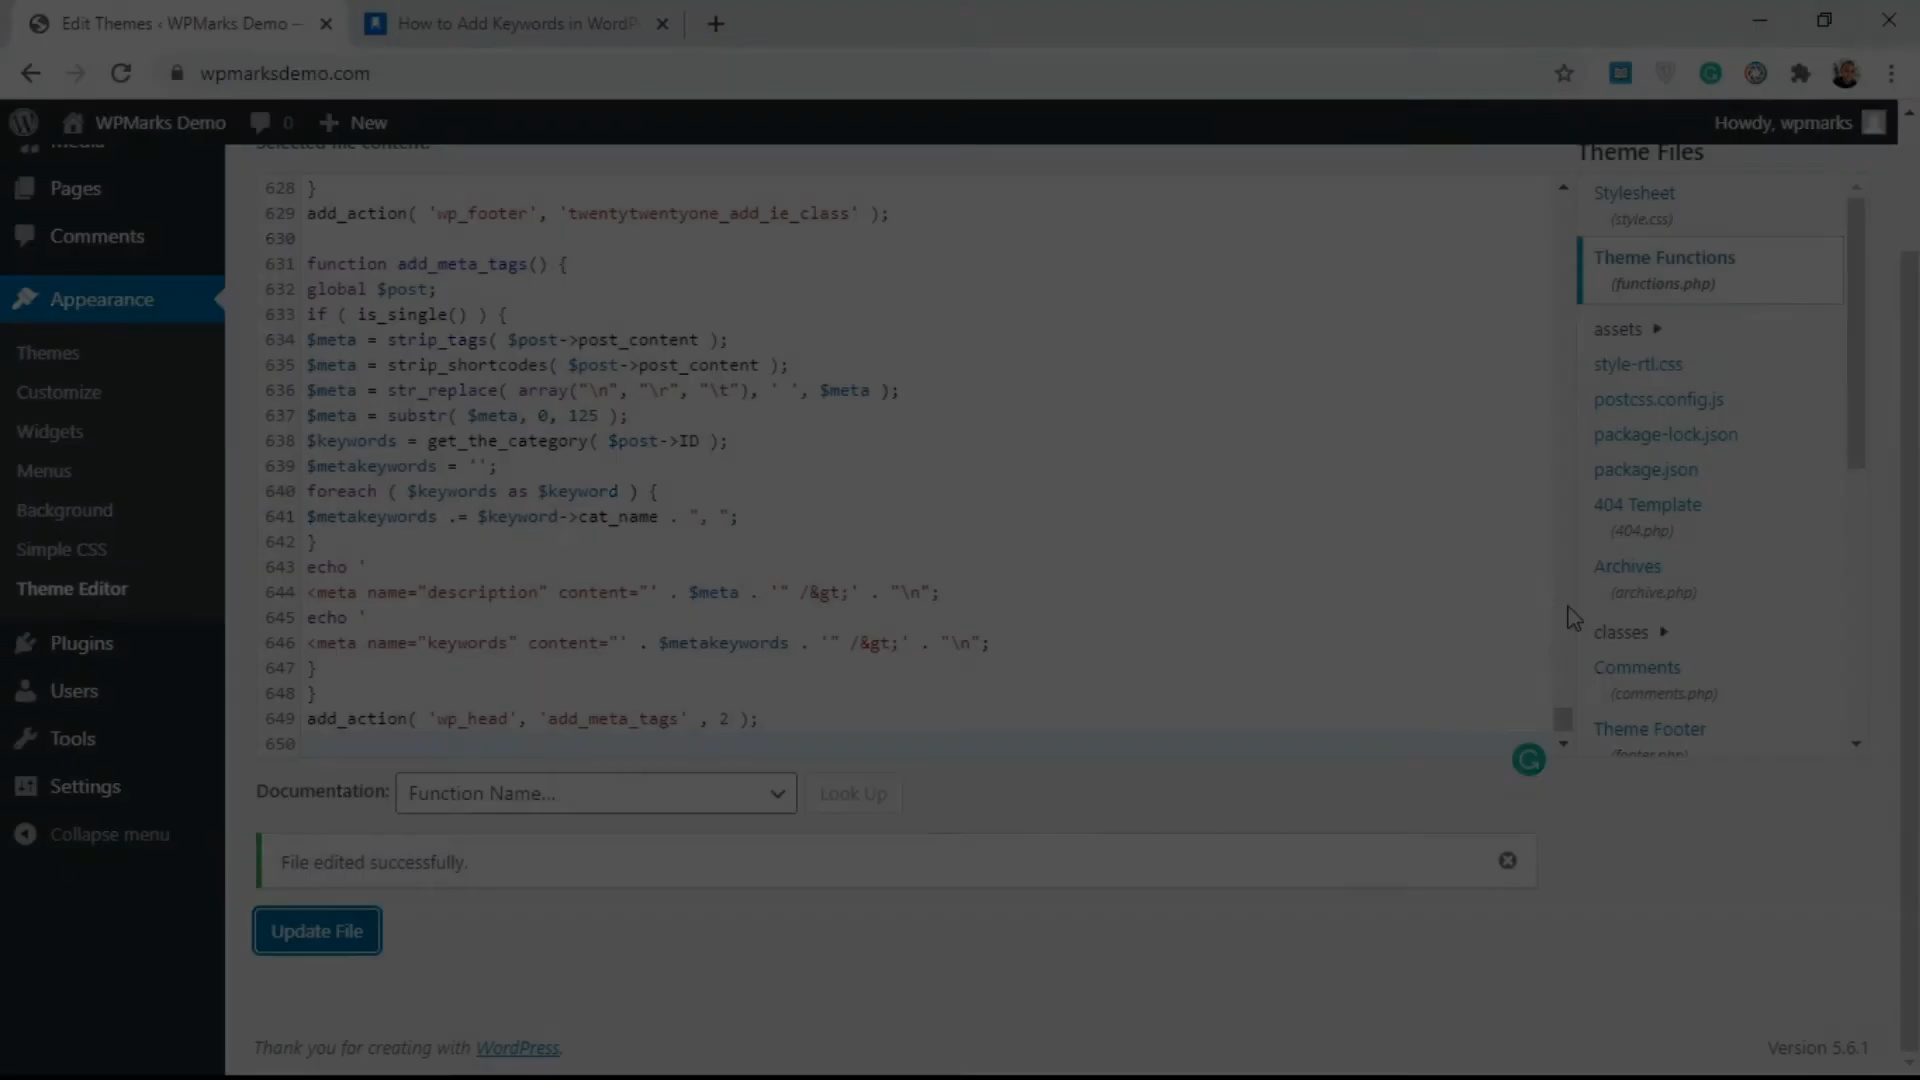 Edit Themes ‹ WPMarks Demo —
How to Add Keywords in WordP
wpmarksdemo.com
WPMarks Demo
0
New
Howdy, wpmarks
Media
Pages
Comments
Appearance
Themes
Customize
Widgets
Menus
Background
Simple CSS
Theme Editor
Plugins
Users
Tools
Settings
Collapse menu
Selected file content:
628 }
629 add_action( 'wp_footer', 'twentytwentyone_add_ie_class' );
630
631 function add_meta_tags() {
632 global $post;
633 if ( is_single() ) {
634 $meta = strip_tags( $post->post_content );
635 $meta = strip_shortcodes( $post->post_content );
636 $meta = str_replace( array("\n", "\r", "\t"), ' ', $meta );
637 $meta = substr( $meta, 0, 125 );
638 $keywords = get_the_category( $post->ID );
639 $metakeywords = '';
640 foreach ( $keywords as $keyword ) {
641 $metakeywords .= $keyword->cat_name . ", ";
642 }
643 echo '
644 <meta name="description" content="' . $meta . '" /&gt;' . "\n";
645 echo '
646 <meta name="keywords" content="' . $metakeywords . '" /&gt;' . "\n";
647 }
648 }
649 add_action( 'wp_head', 'add_meta_tags' , 2 );
650
Documentation:
Function Name...
Look Up
File edited successfully.
Update File
Thank you for creating with WordPress.
Version 5.6.1
Theme Files
Stylesheet
(style.css)
Theme Functions
(functions.php)
assets
style-rtl.css
postcss.config.js
package-lock.json
package.json
404 Template
(404.php)
Archives
(archive.php)
classes
Comments
(comments.php)
Theme Footer
(footer.php)